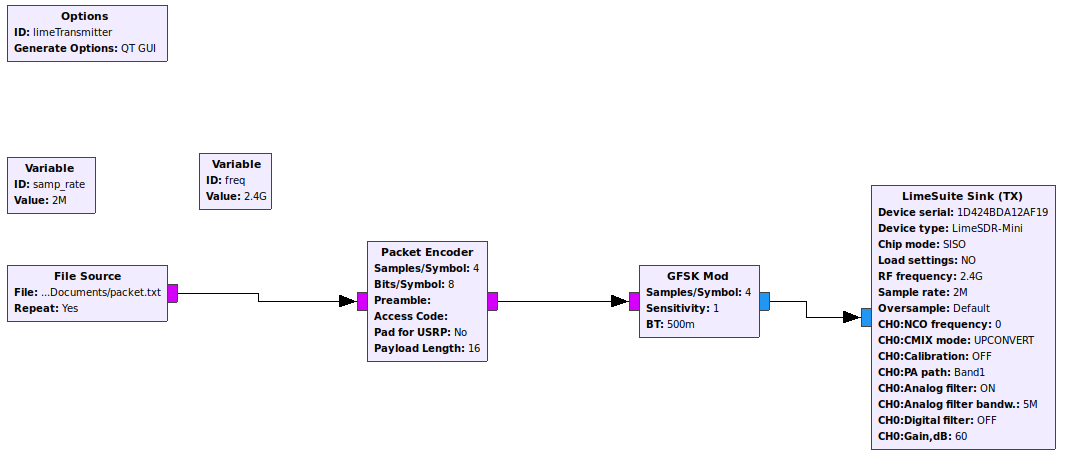 Options
ID: limeTransmitter
Generate Options: QT GUI
Variable
ID: samp_rate
Value: 2M
Variable
ID: freq
Value: 2.4G
File Source
File: ...Documents/packet.txt
Repeat: Yes
Packet Encoder
Samples/Symbol: 4
Bits/Symbol: 8
Preamble:
Access Code:
Pad for USRP: No
Payload Length: 16
GFSK Mod
Samples/Symbol: 4
Sensitivity: 1
BT: 500m
LimeSuite Sink (TX)
Device serial: 1D424BDA12AF19
Device type: LimeSDR-Mini
Chip mode: SISO
Load settings: NO
RF frequency: 2.4G
Sample rate: 2M
Oversample: Default
CH0:NCO frequency: 0
CH0:CMIX mode: UPCONVERT
CH0:Calibration: OFF
CH0:PA path: Band1
CH0:Analog filter: ON
CH0:Analog filter bandw.: 5M
CH0:Digital filter: OFF
CH0:Gain,dB: 60